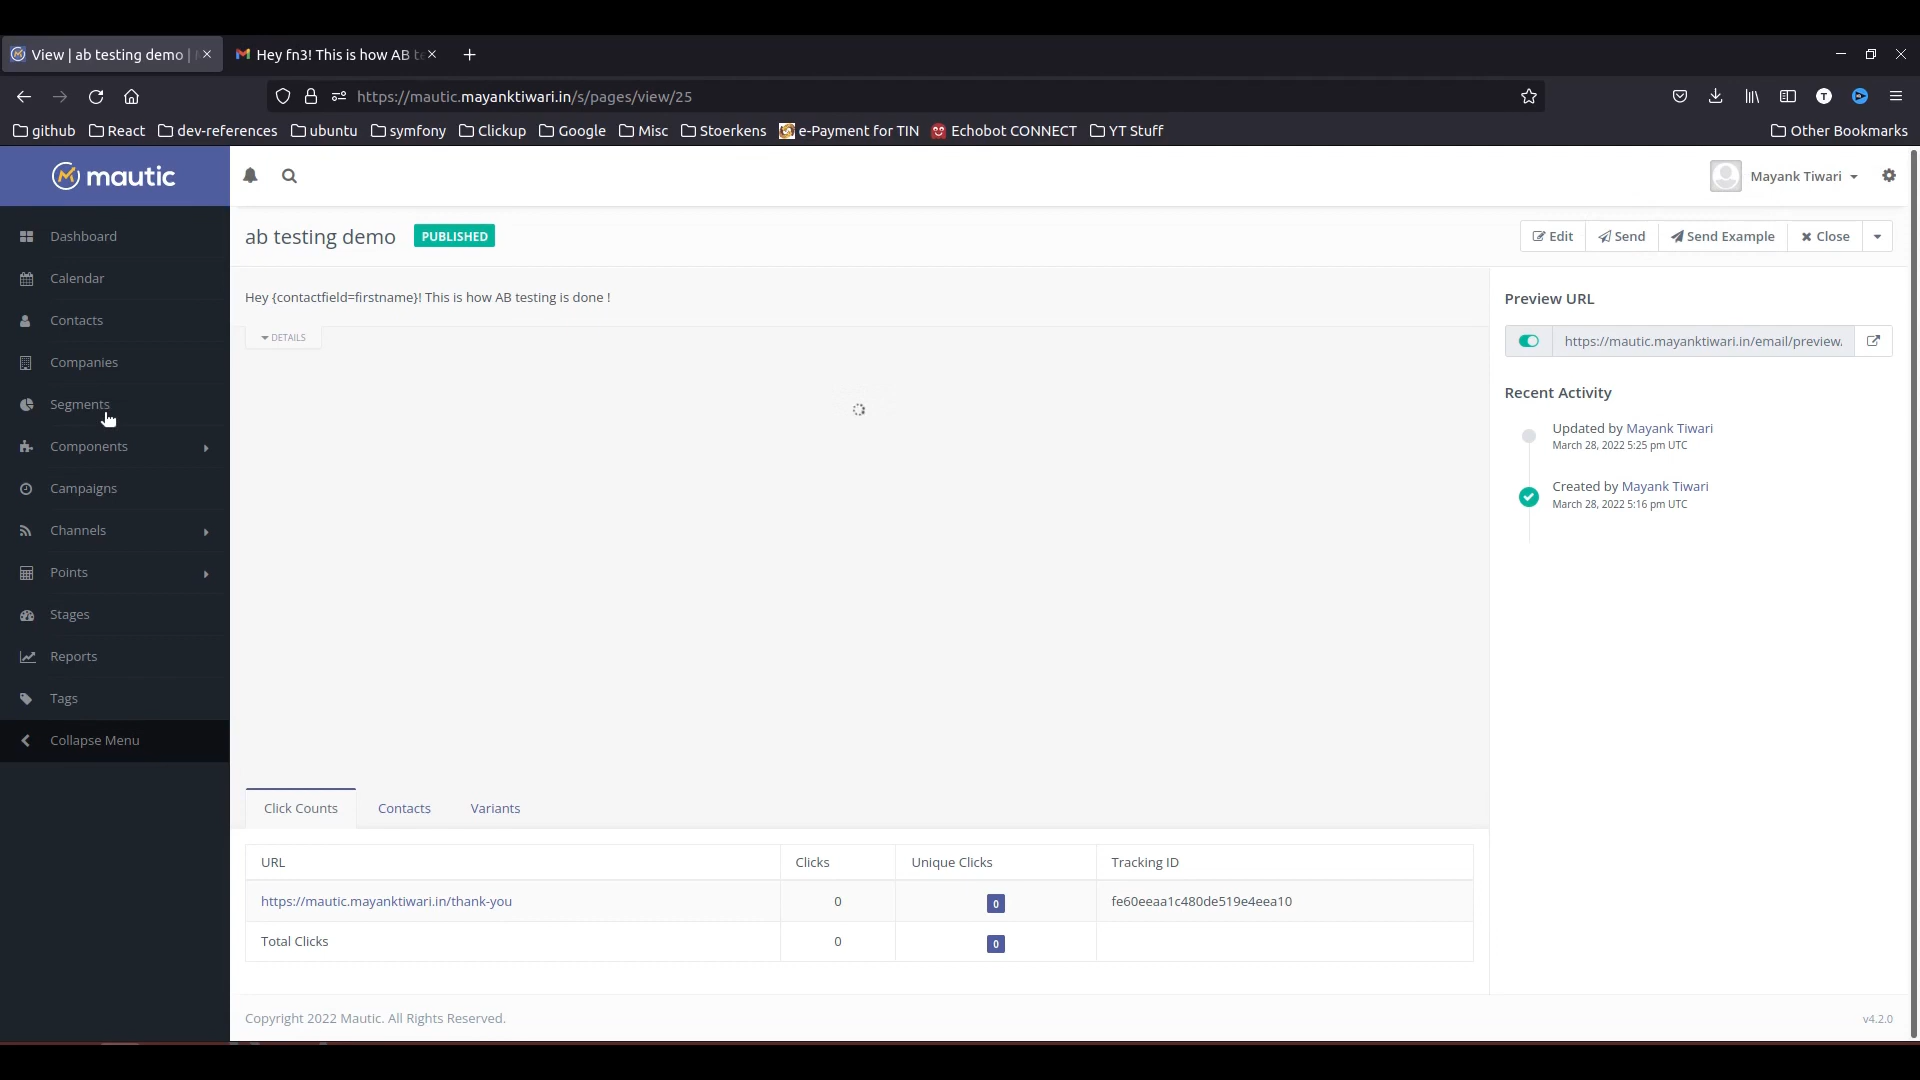 View | ab testing demo |
Hey fn3! This is how AB te
https://mautic.mayanktiwari.in/s/pages/view/25
github React dev-references ubuntu symfony Clickup Google Misc Stoerkens e-Payment for TIN Echobot CONNECT YT Stuff Other Bookmarks
mautic
Mayank Tiwari
Dashboard
Calendar
Contacts
Companies
Segments
Components
Campaigns
Channels
Points
Stages
Reports
Tags
Collapse Menu
ab testing demo PUBLISHED
Edit Send Send Example Close
Hey {contactfield=firstname}! This is how AB testing is done !
DETAILS
Preview URL
https://mautic.mayanktiwari.in/email/preview.
Recent Activity
Updated by Mayank Tiwari
March 28, 2022 5:25 pm UTC
Created by Mayank Tiwari
March 28, 2022 5:16 pm UTC
Click Counts Contacts Variants
URL Clicks Unique Clicks Tracking ID
https://mautic.mayanktiwari.in/thank-you 0 0 fe60eeaa1c480de519e4eea10
Total Clicks 0 0
Copyright 2022 Mautic. All Rights Reserved.
v4.2.0